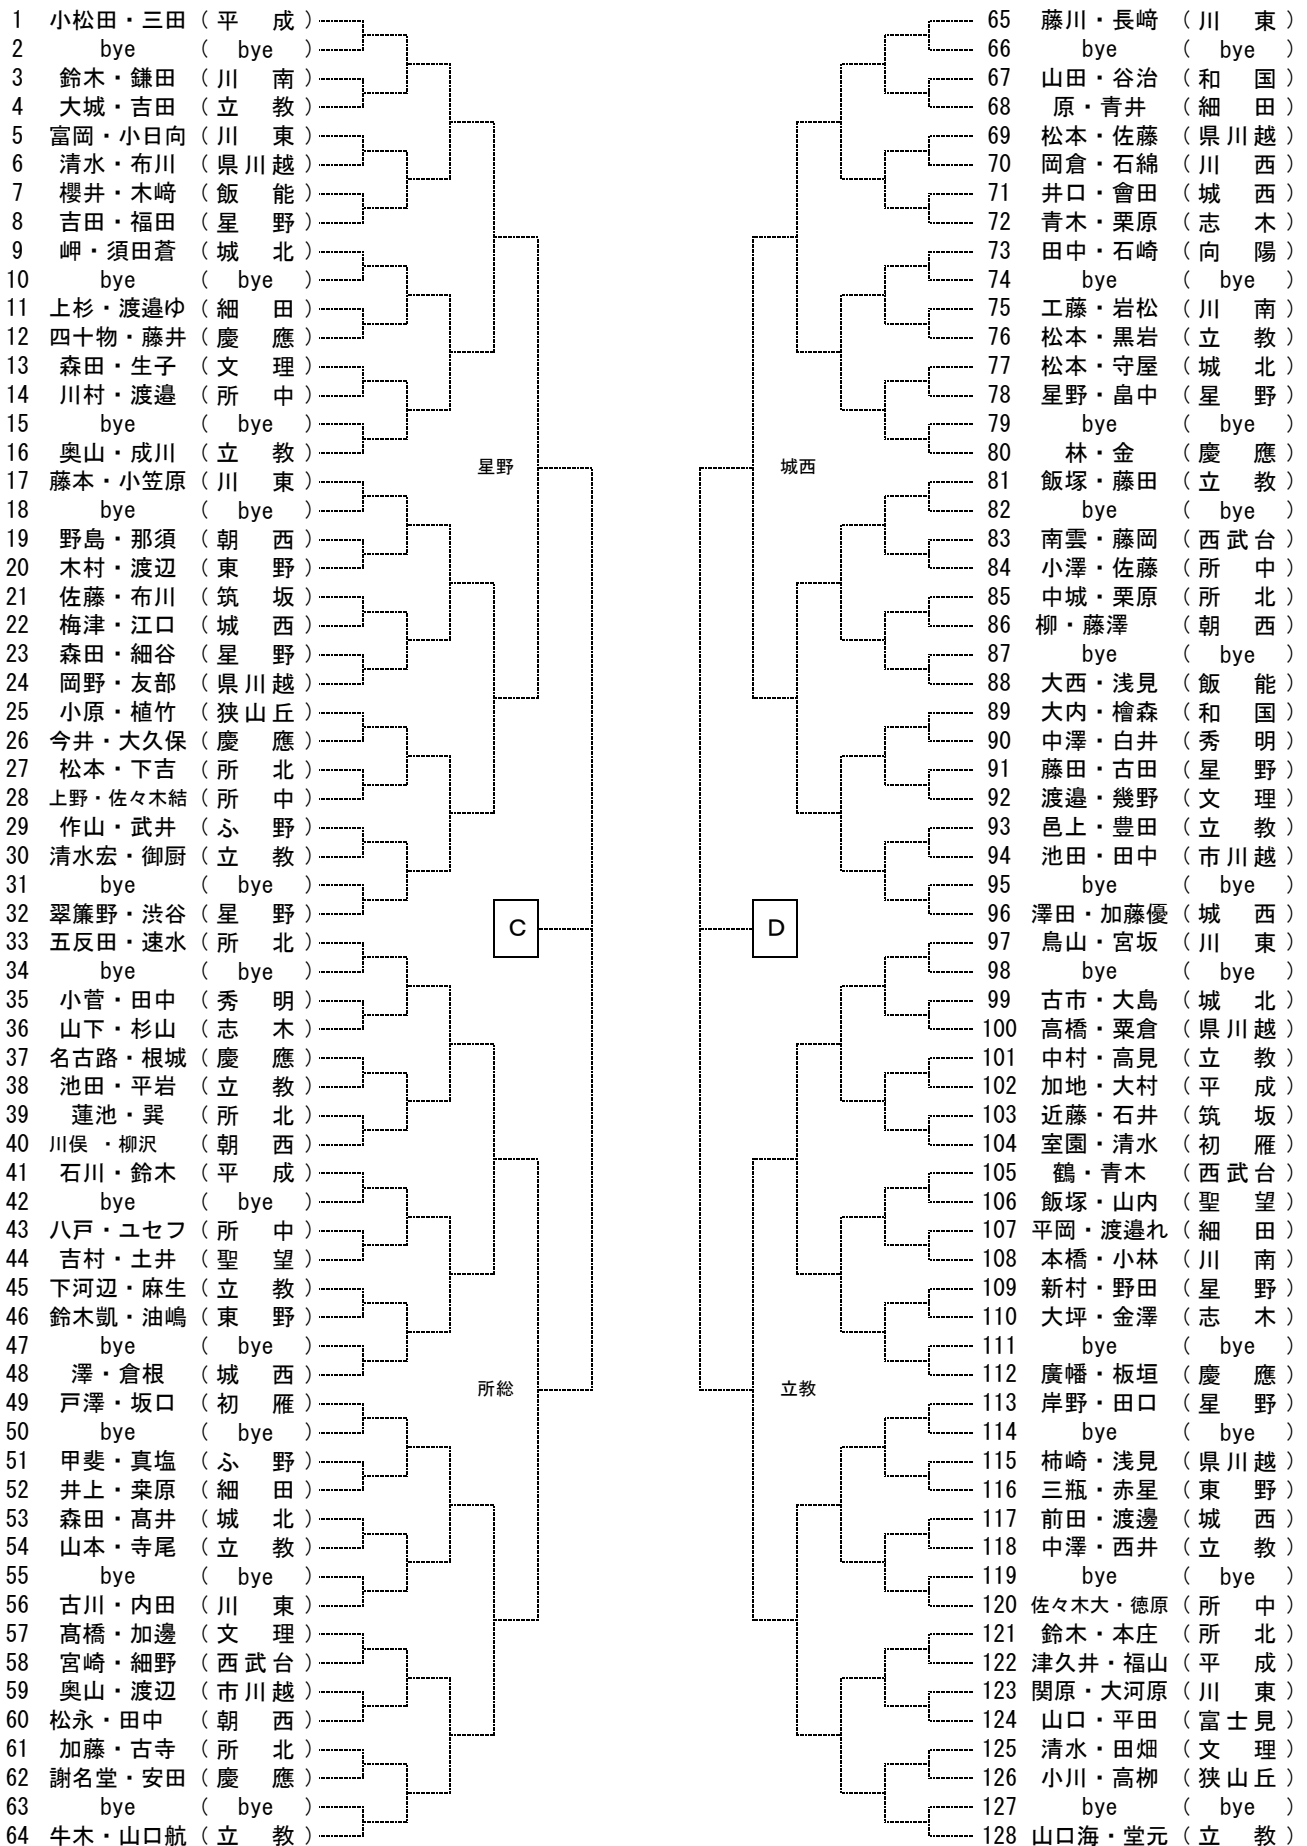 1 小松田・三田 (平 成)
2 bye (bye)
3 鈴木・鎌田 (川 南)
4 大城・吉田 (立 教)
5 富岡・小日向 (川 東)
6 清水・布川 (県川越)
7 櫻井・木﨑 (飯 能)
8 吉田・福田 (星 野)
9 岬・須田蒼 (城 北)
10 bye (bye)
11 上杉・渡邉ゆ (細 田)
12 四十物・藤井 (慶 應)
13 森田・生子 (文 理)
14 川村・渡邉 (所 中)
15 bye (bye)
16 奥山・成川 (立 教)
星野
17 藤本・小笠原 (川 東)
18 bye (bye)
19 野島・那須 (朝 西)
20 木村・渡辺 (東 野)
21 佐藤・布川 (筑 坂)
22 梅津・江口 (城 西)
23 森田・細谷 (星 野)
24 岡野・友部 (県川越)
25 小原・植竹 (狭山丘)
26 今井・大久保 (慶 應)
27 松本・下吉 (所 北)
28 上野・佐々木結 (所 中)
29 作山・武井 (ふ 野)
30 清水宏・御厨 (立 教)
31 bye (bye)
32 翠簾野・渋谷 (星 野)
C
33 五反田・速水 (所 北)
34 bye (bye)
35 小菅・田中 (秀 明)
36 山下・杉山 (志 木)
37 名古路・根城 (慶 應)
38 池田・平岩 (立 教)
39 蓮池・巽 (所 北)
40 川俣 ・柳沢 (朝 西)
41 石川・鈴木 (平 成)
42 bye (bye)
43 八戸・ユセフ (所 中)
44 吉村・土井 (聖 望)
45 下河辺・麻生 (立 教)
46 鈴木凱・油嶋 (東 野)
47 bye (bye)
48 澤・倉根 (城 西)
所総
49 戸澤・坂口 (初 雁)
50 bye (bye)
51 甲斐・真塩 (ふ 野)
52 井上・桒原 (細 田)
53 森田・髙井 (城 北)
54 山本・寺尾 (立 教)
55 bye (bye)
56 古川・内田 (川 東)
57 髙橋・加邊 (文 理)
58 宮崎・細野 (西武台)
59 奥山・渡辺 (市川越)
60 松永・田中 (朝 西)
61 加藤・古寺 (所 北)
62 謝名堂・安田 (慶 應)
63 bye (bye)
64 牛木・山口航 (立 教)
65 藤川・長﨑 (川 東)
66 bye (bye)
67 山田・谷治 (和 国)
68 原・青井 (細 田)
69 松本・佐藤 (県川越)
70 岡倉・石綿 (川 西)
71 井口・會田 (城 西)
72 青木・栗原 (志 木)
73 田中・石崎 (向 陽)
74 bye (bye)
75 工藤・岩松 (川 南)
76 松本・黒岩 (立 教)
77 松本・守屋 (城 北)
78 星野・畠中 (星 野)
79 bye (bye)
80 林・金 (慶 應)
城西
81 飯塚・藤田 (立 教)
82 bye (bye)
83 南雲・藤岡 (西武台)
84 小澤・佐藤 (所 中)
85 中城・栗原 (所 北)
86 柳・藤澤 (朝 西)
87 bye (bye)
88 大西・浅見 (飯 能)
89 大内・檜森 (和 国)
90 中澤・白井 (秀 明)
91 藤田・古田 (星 野)
92 渡邉・幾野 (文 理)
93 邑上・豊田 (立 教)
94 池田・田中 (市川越)
95 bye (bye)
96 澤田・加藤優 (城 西)
D
97 鳥山・宮坂 (川 東)
98 bye (bye)
99 古市・大島 (城 北)
100 高橋・粟倉 (県川越)
101 中村・高見 (立 教)
102 加地・大村 (平 成)
103 近藤・石井 (筑 坂)
104 室園・清水 (初 雁)
105 鶴・青木 (西武台)
106 飯塚・山内 (聖 望)
107 平岡・渡邉れ (細 田)
108 本橋・小林 (川 南)
109 新村・野田 (星 野)
110 大坪・金澤 (志 木)
111 bye (bye)
112 廣幡・板垣 (慶 應)
立教
113 岸野・田口 (星 野)
114 bye (bye)
115 柿崎・浅見 (県川越)
116 三瓶・赤星 (東 野)
117 前田・渡邊 (城 西)
118 中澤・西井 (立 教)
119 bye (bye)
120 佐々木大・徳原 (所 中)
121 鈴木・本庄 (所 北)
122 津久井・福山 (平 成)
123 関原・大河原 (川 東)
124 山口・平田 (富士見)
125 清水・田畑 (文 理)
126 小川・高栁 (狭山丘)
127 bye (bye)
128 山口海・堂元 (立 教)